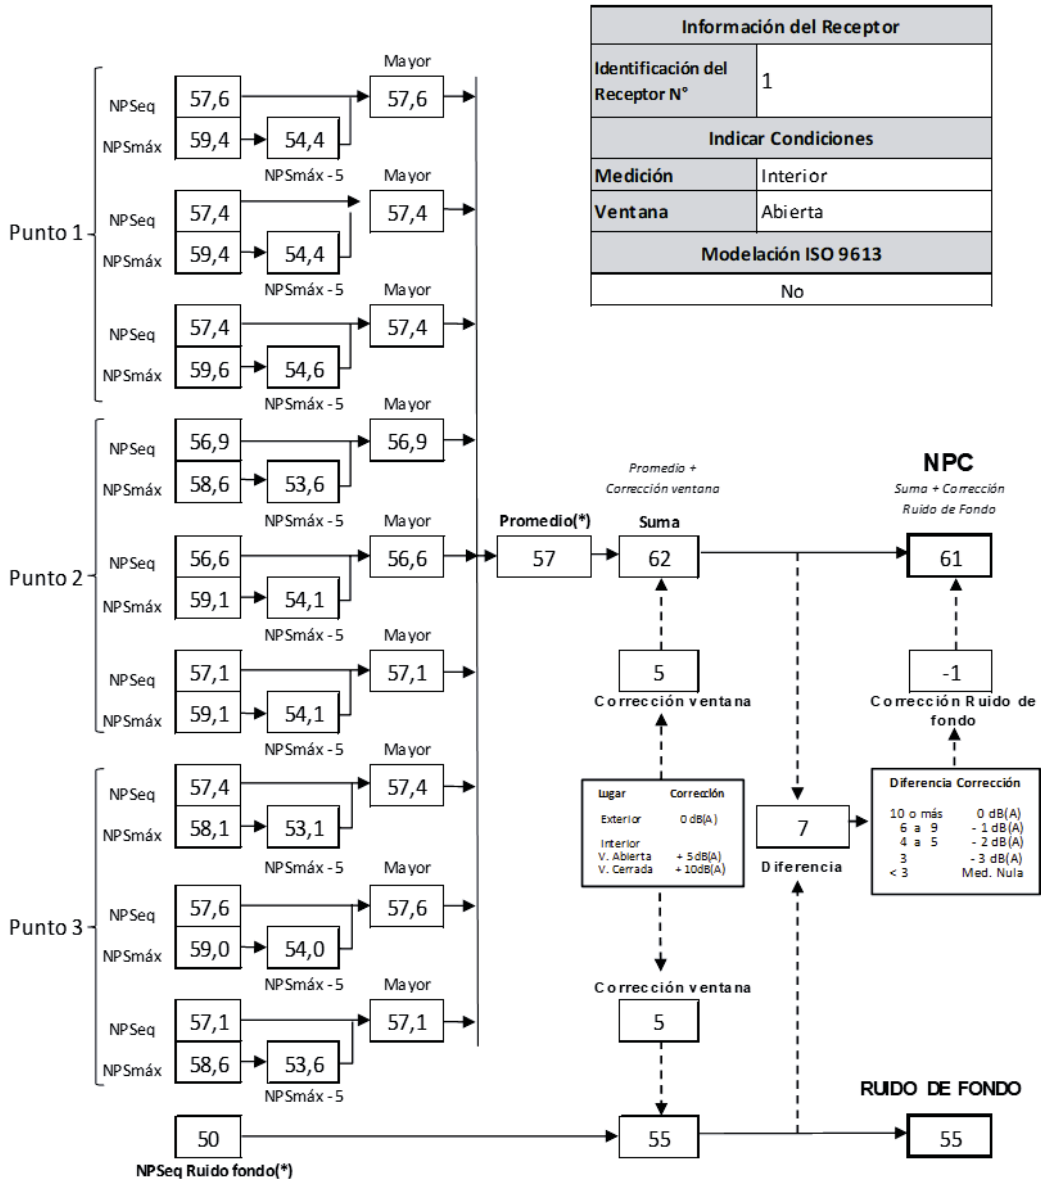 Información del Receptor
Identificación del Receptor N° 1
Indicar Condiciones
Medición Interior
Ventana Abierta
Modelación ISO 9613
No
Punto 1
Mayor
NPSeq 57,6 57,6
NPSmáx 59,4 54,4
NPSmáx - 5
Mayor
NPSeq 57,4 57,4
NPSmáx 59,4 54,4
NPSmáx - 5
Mayor
NPSeq 57,4 57,4
NPSmáx 59,6 54,6
NPSmáx - 5
Punto 2
Mayor
NPSeq 56,9 56,9
NPSmáx 58,6 53,6
NPSmáx - 5
Mayor
NPSeq 56,6 56,6
NPSmáx 59,1 54,1
NPSmáx - 5
Mayor
NPSeq 57,1 57,1
NPSmáx 59,1 54,1
NPSmáx - 5
Punto 3
Mayor
NPSeq 57,4 57,4
NPSmáx 58,1 53,1
NPSmáx - 5
Mayor
NPSeq 57,6 57,6
NPSmáx 59,0 54,0
NPSmáx - 5
Mayor
NPSeq 57,1 57,1
NPSmáx 58,6 53,6
NPSmáx - 5
50
NPSeq Ruido fondo(*)
Promedio(*)
57
Promedio +
Corrección ventana
Suma
62
5
Corrección ventana
Lugar Corrección
Exterior 0 dB(A)
Interior
V. Abierta + 5dB(A)
V. Cerrada + 10dB(A)
Corrección ventana
5
55
NPC
Suma + Corrección
Ruido de Fondo
61
-1
Corrección Ruido de
fondo
7
Diferencia
Diferencia Corrección
10 o más 0 dB(A)
6 a 9 - 1 dB(A)
4 a 5 - 2 dB(A)
3 - 3 dB(A)
< 3 Med. Nula
RUIDO DE FONDO
55